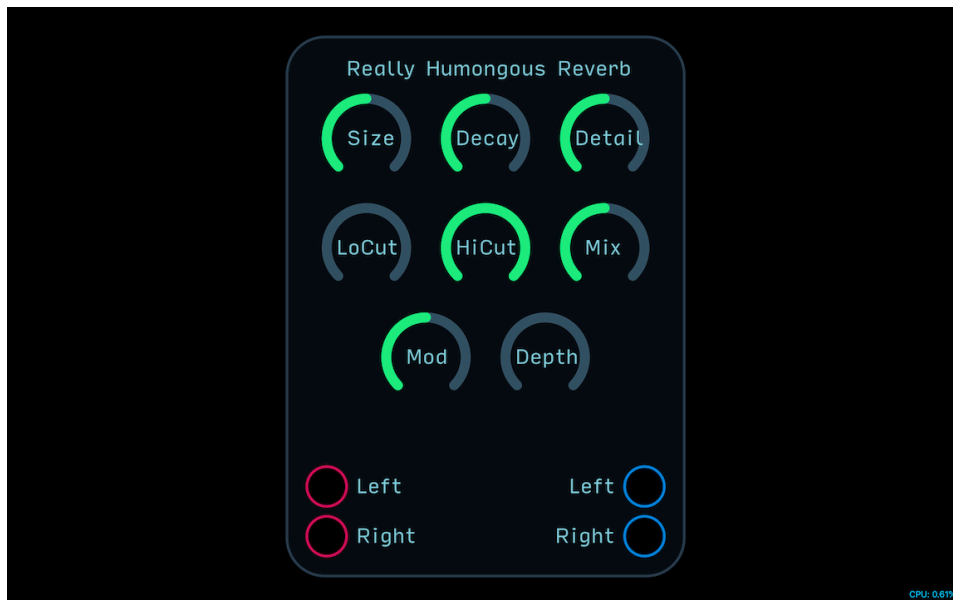 Really Humongous Reverb
Size Decay Detail
LoCut HiCut Mix
Mod Depth
Left Left
Right Right
CPU: 0.61%